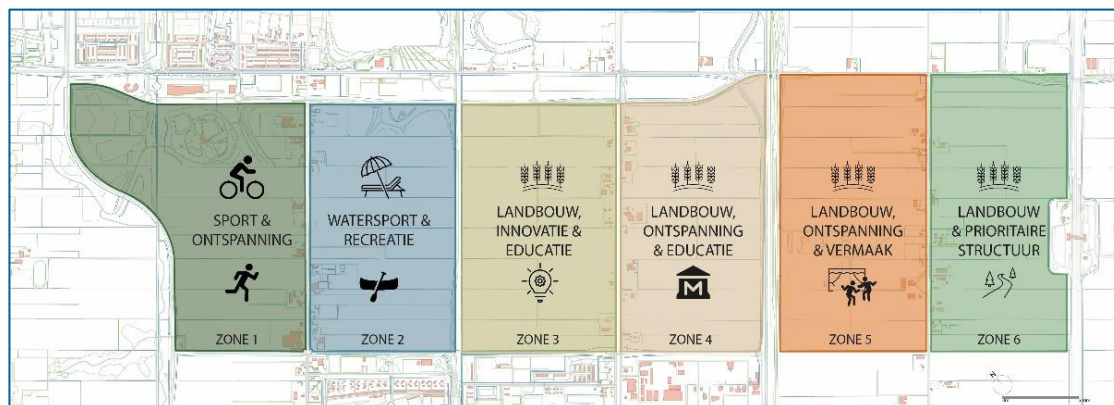 SPORT &
ONTSPANNING
ZONE 1
WATERSPORT &
RECREATIE
ZONE 2
LANDBOUW,
INNOVATIE &
EDUCATIE
ZONE 3
LANDBOUW,
ONTSPANNING
& EDUCATIE
M
ZONE 4
LANDBOUW,
ONTSPANNING
& VERMAAK
ZONE 5
LANDBOUW
& PRIORITAIRE
STRUCTUUR
ZONE 6